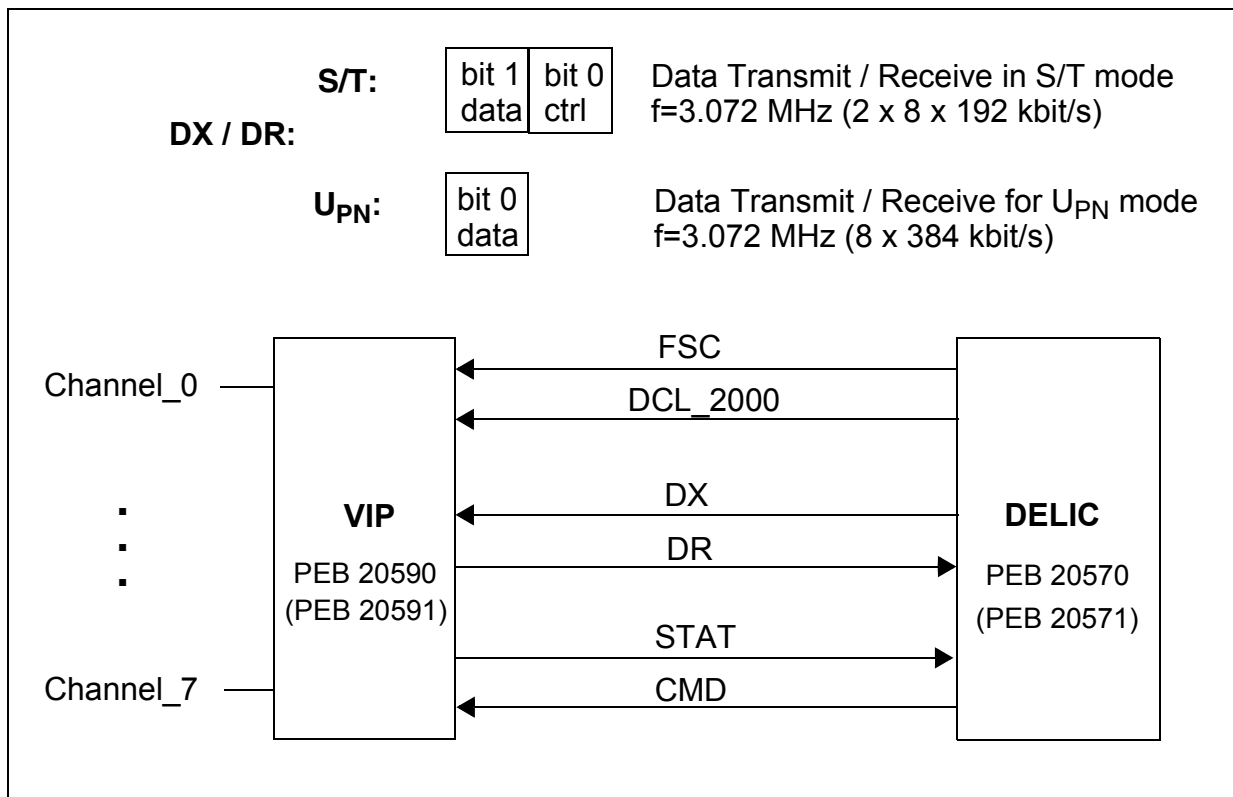 S/T:
bit 1 bit 0
data ctrl
Data Transmit / Receive in S/T mode
f=3.072 MHz (2 x 8 x 192 kbit/s)
DX / DR:
UPN:
bit 0
data
Data Transmit / Receive for UPN mode
f=3.072 MHz (8 x 384 kbit/s)
FSC
Channel_0
DCL_2000
DX
VIP
DELIC
DR
PEB 20590
(PEB 20591)
PEB 20570
(PEB 20571)
STAT
Channel_7
CMD